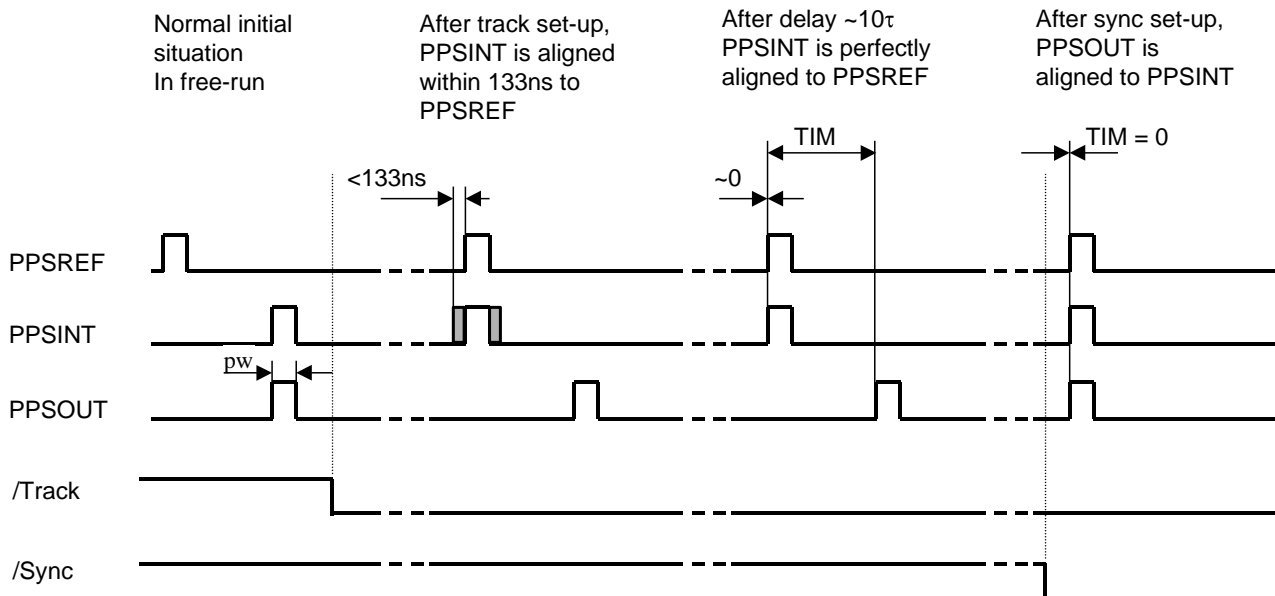 Normal initial
situation
In free-run
After track set-up,
PPSINT is aligned
within 133ns to
PPSREF
After delay ~10τ
PPSINT is perfectly
aligned to PPSREF
After sync set-up,
PPSOUT is
aligned to PPSINT
TIM
TIM = 0
<133ns
~0
PPSREF
PPSINT
pw
PPSOUT
/Track
/Sync